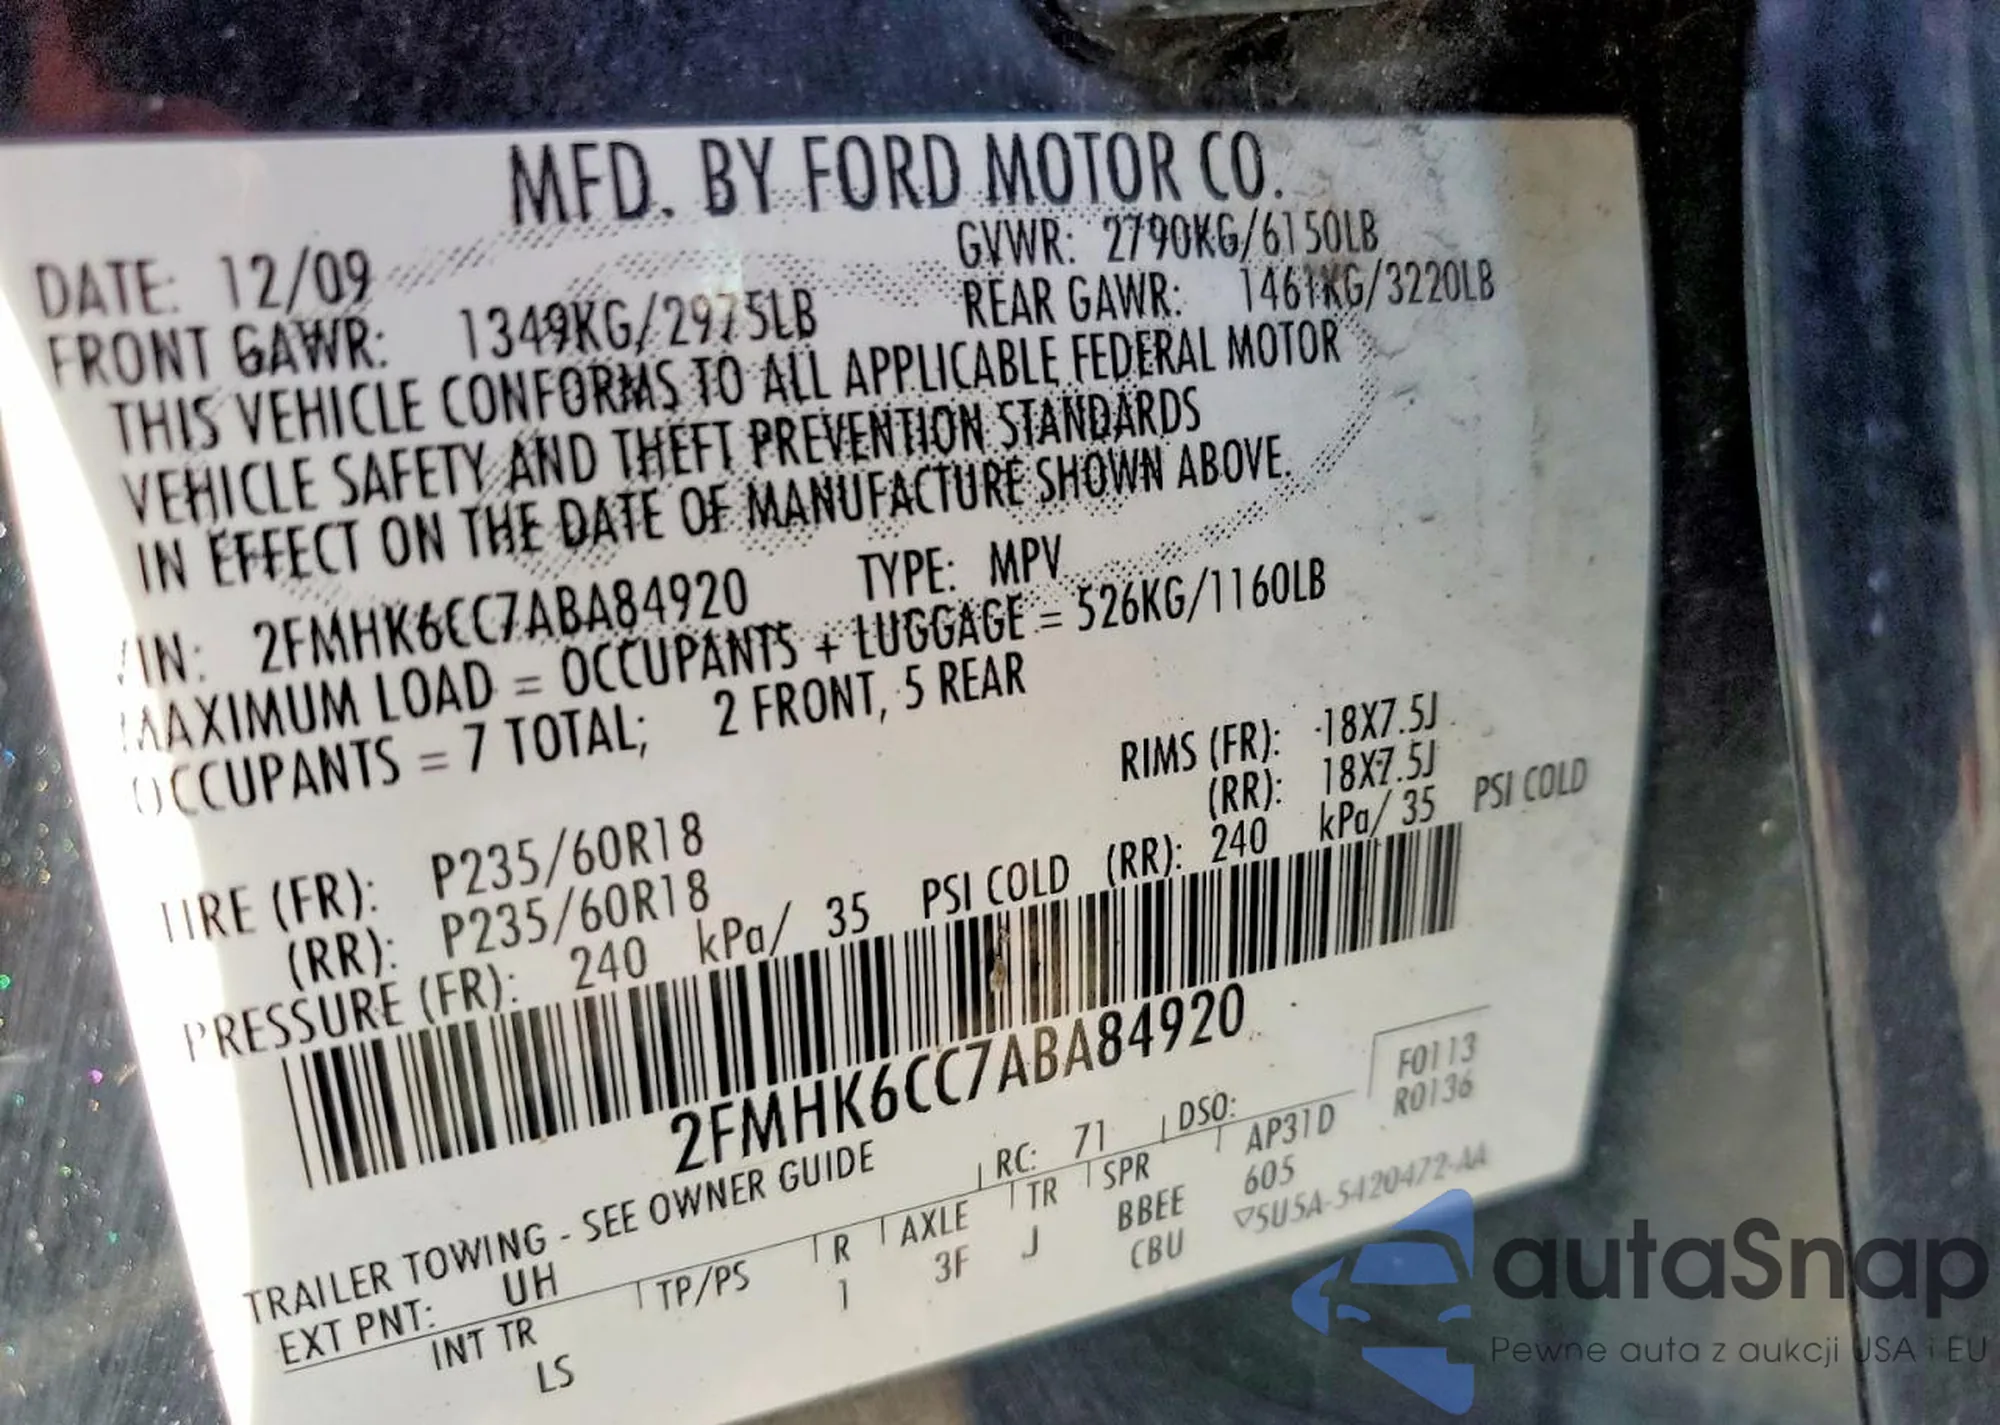 MFD. BY FORD MOTOR CO.
DATE: 12/09 GVWR: 2790KG/6150LB
FRONT GAWR: 1349KG/2975LB REAR GAWR: 1461KG/3220LB
THIS VEHICLE CONFORMS TO ALL APPLICABLE FEDERAL MOTOR
VEHICLE SAFETY AND THEFT PREVENTION STANDARDS
IN EFFECT ON THE DATE OF MANUFACTURE SHOWN ABOVE.
VIN: 2FMHK6CC7ABA84920 TYPE: MPV
MAXIMUM LOAD = OCCUPANTS + LUGGAGE = 526KG/1160LB
OCCUPANTS = 7 TOTAL; 2 FRONT, 5 REAR
RIMS (FR): 18X7.5J
TIRE (FR): P235/60R18 (RR): 18X7.5J
(RR): P235/60R18
PRESSURE (FR): 240 kPa/ 35 PSI COLD (RR): 240 kPa/ 35 PSI COLD
2FMHK6CC7ABA84920
F0113
R0136
TRAILER TOWING - SEE OWNER GUIDE RC: 71 DSO:
EXT PNT: UH AP31D
INT TR TP/PS R AXLE TR SPR 605
LS 1 3F J BBEE
CBU
▽5U5A-5420472-AA
autaSnap
Pewne auta z aukcji USA i EU